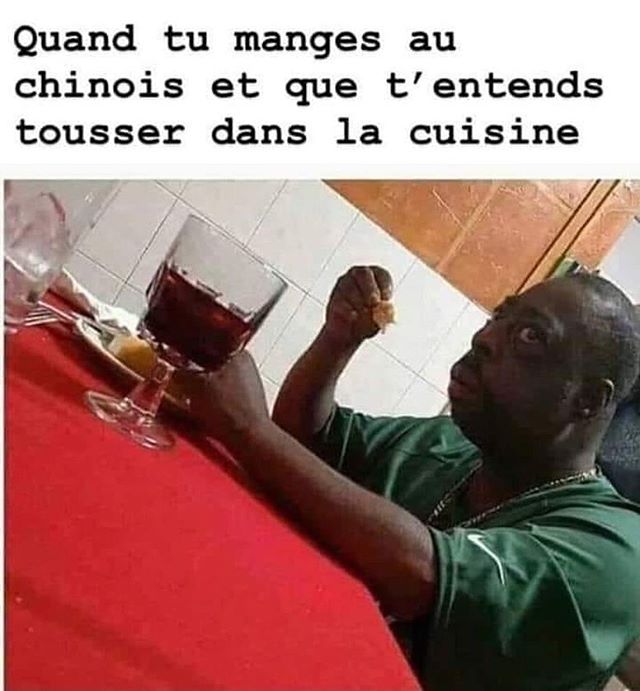 Quand tu manges au
chinois et que t'entends
tousser dans la cuisine